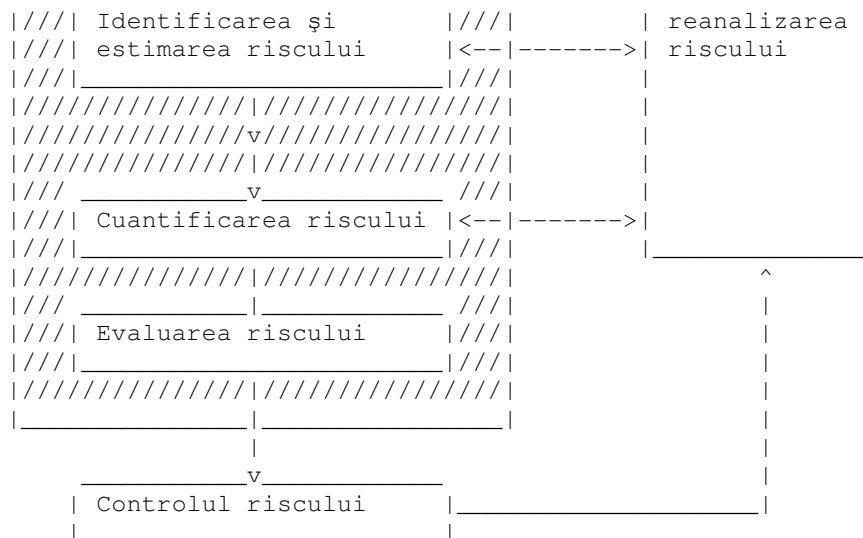 Identificarea şi reanalizarea
estimarea riscului riscului
Cuantificarea riscului
Evaluarea riscului
Controlul riscului